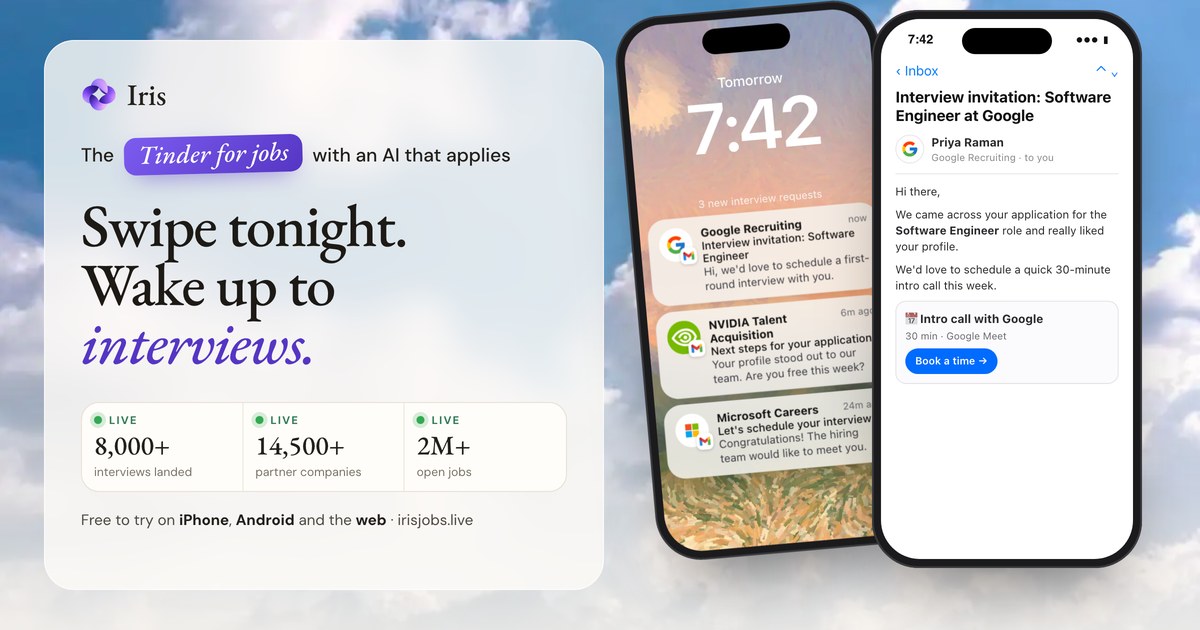 Iris
The Tinder for jobs with an AI that applies
Swipe tonight.
Wake up to
interviews.
LIVE
8,000+
interviews landed
LIVE
14,500+
partner companies
LIVE
2M+
open jobs
Free to try on iPhone, Android and the web · irisjobs.live
Tomorrow
7:42
3 new interview requests
Google Recruiting now
Interview invitation: Software
Engineer
Hi, we'd love to schedule a first-
round interview with you.
NVIDIA Talent 6m ago
Acquisition
Next steps for your application
Your profile stood out to our
team. Are you free this week?
Microsoft Careers 24m a
Let's schedule your interview
Congratulations! The hiring
team would like to meet you.
7:42
‹ Inbox
Interview invitation: Software
Engineer at Google
Priya Raman
Google Recruiting · to you
Hi there,
We came across your application for the
Software Engineer role and really liked
your profile.
We'd love to schedule a quick 30-minute
intro call this week.
Intro call with Google
30 min · Google Meet
Book a time →